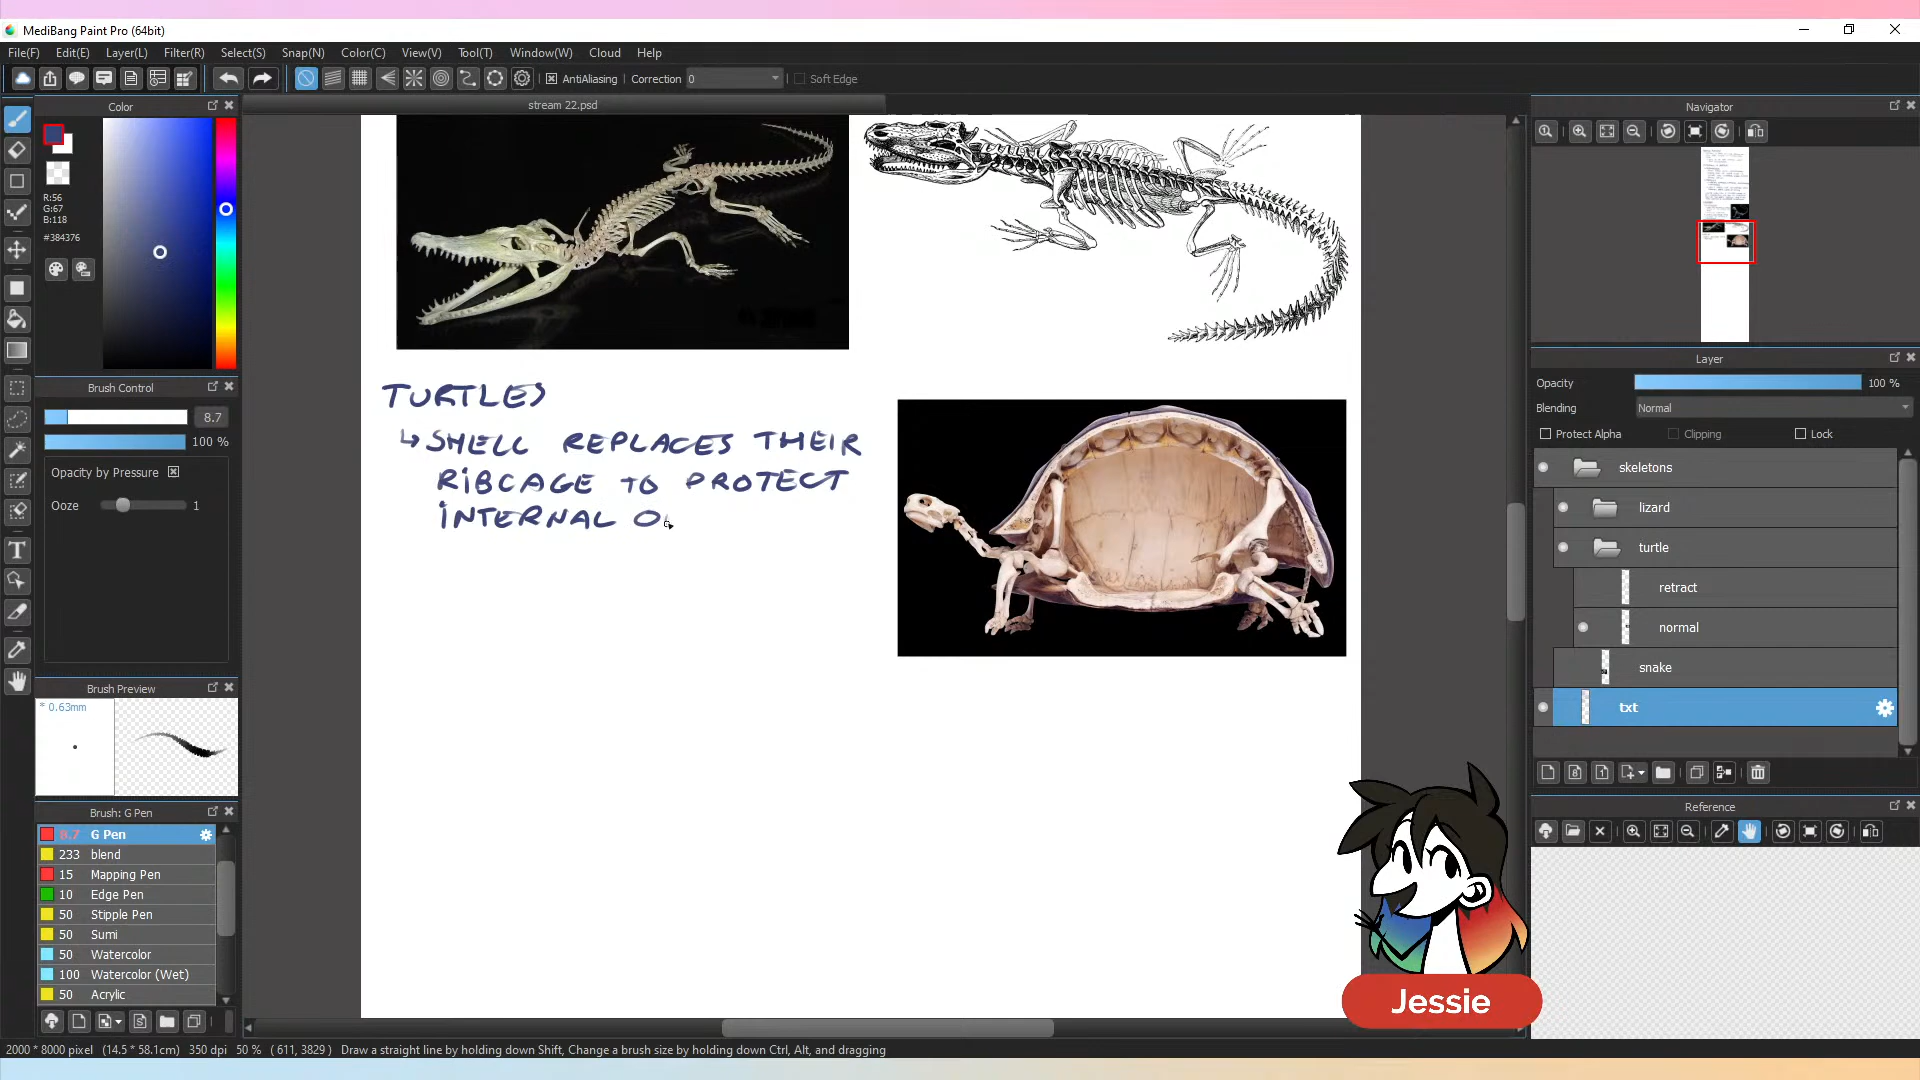 MediBang Paint Pro (64bit)
File(F) Edit(E) Layer(L) Filter(R) Select(S) Snap(N) Color(C) View(V) Tool(T) Window(W) Cloud Help
AntiAliasing Correction 0 Soft Edge
Color
stream 22.psd
Navigator
R:56
G:67
B:118
#384376
Brush Control
8.7
100 %
Opacity by Pressure
Ooze 1
Brush Preview
* 0.63mm
Brush: G Pen
8.7 G Pen
233 blend
15 Mapping Pen
10 Edge Pen
50 Stipple Pen
50 Sumi
50 Watercolor
100 Watercolor (Wet)
50 Acrylic
TURTLES
↳ SHELL REPLACES THEIR
RIBCAGE TO PROTECT
INTERNAL O
Layer
Opacity 100 %
Blending Normal
Protect Alpha Clipping Lock
skeletons
lizard
turtle
retract
normal
snake
txt
Reference
Jessie
2000 * 8000 pixel (14.5 * 58.1cm) 350 dpi 50 % ( 611, 3829 ) Draw a straight line by holding down Shift, Change a brush size by holding down Ctrl, Alt, and dragging